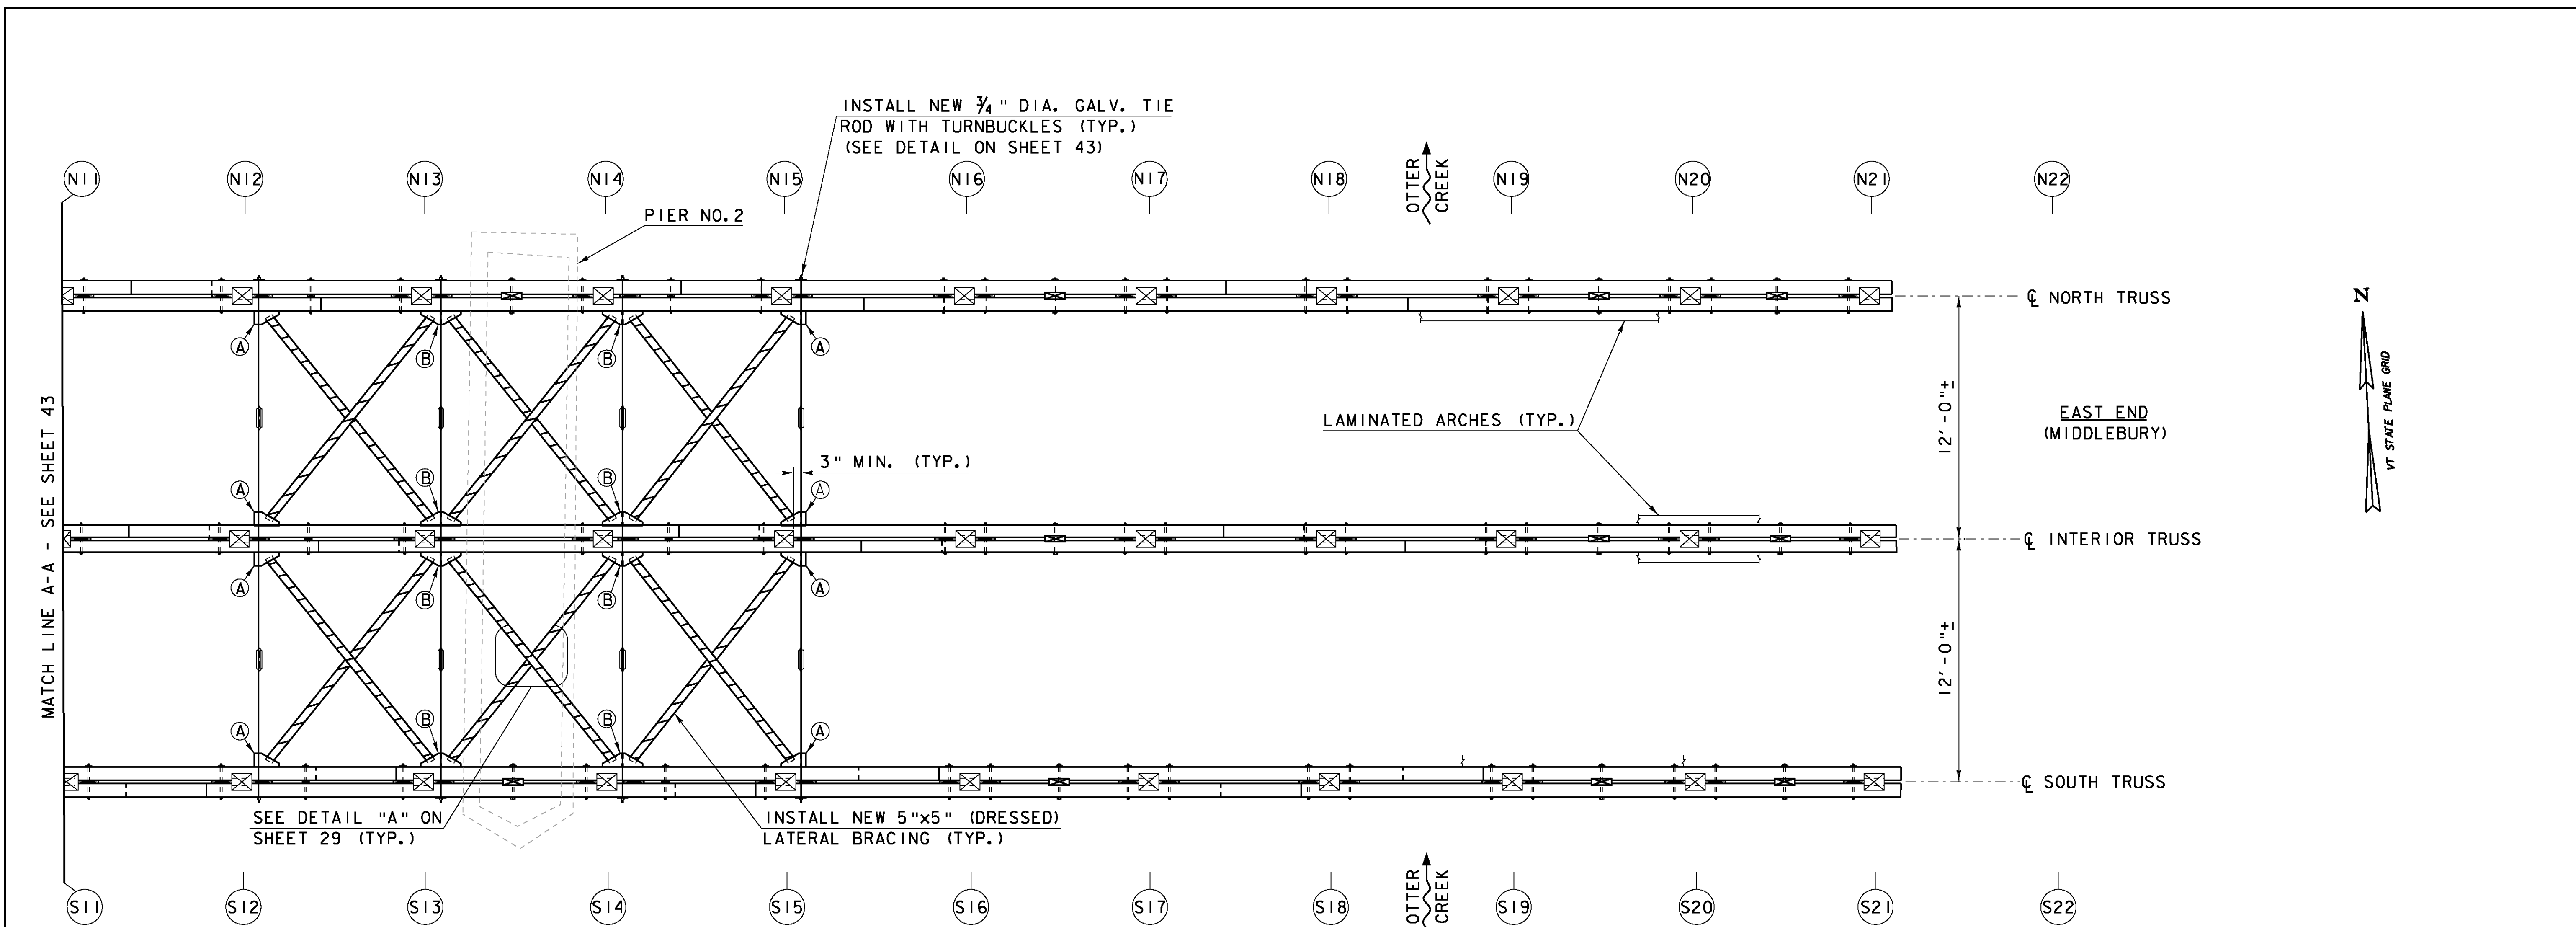 INSTALL NEW 3/4" DIA. GALV. TIE
ROD WITH TURNBUCKLES (TYP.)
(SEE DETAIL ON SHEET 43)
N11 N12 N13 N14 N15 N16 N17 N18 N19 N20 N21 N22
OTTER
CREEK
PIER NO.2
℄ NORTH TRUSS
N
VT STATE PLANE GRID
A B B A
12'-0"±
EAST END
(MIDDLEBURY)
LAMINATED ARCHES (TYP.)
MATCH LINE A-A - SEE SHEET 43
3" MIN. (TYP.)
A B B A
℄ INTERIOR TRUSS
A B B A
12'-0"±
A B B A
℄ SOUTH TRUSS
SEE DETAIL "A" ON
SHEET 29 (TYP.)
INSTALL NEW 5"x5" (DRESSED)
LATERAL BRACING (TYP.)
OTTER
CREEK
S11 S12 S13 S14 S15 S16 S17 S18 S19 S20 S21 S22